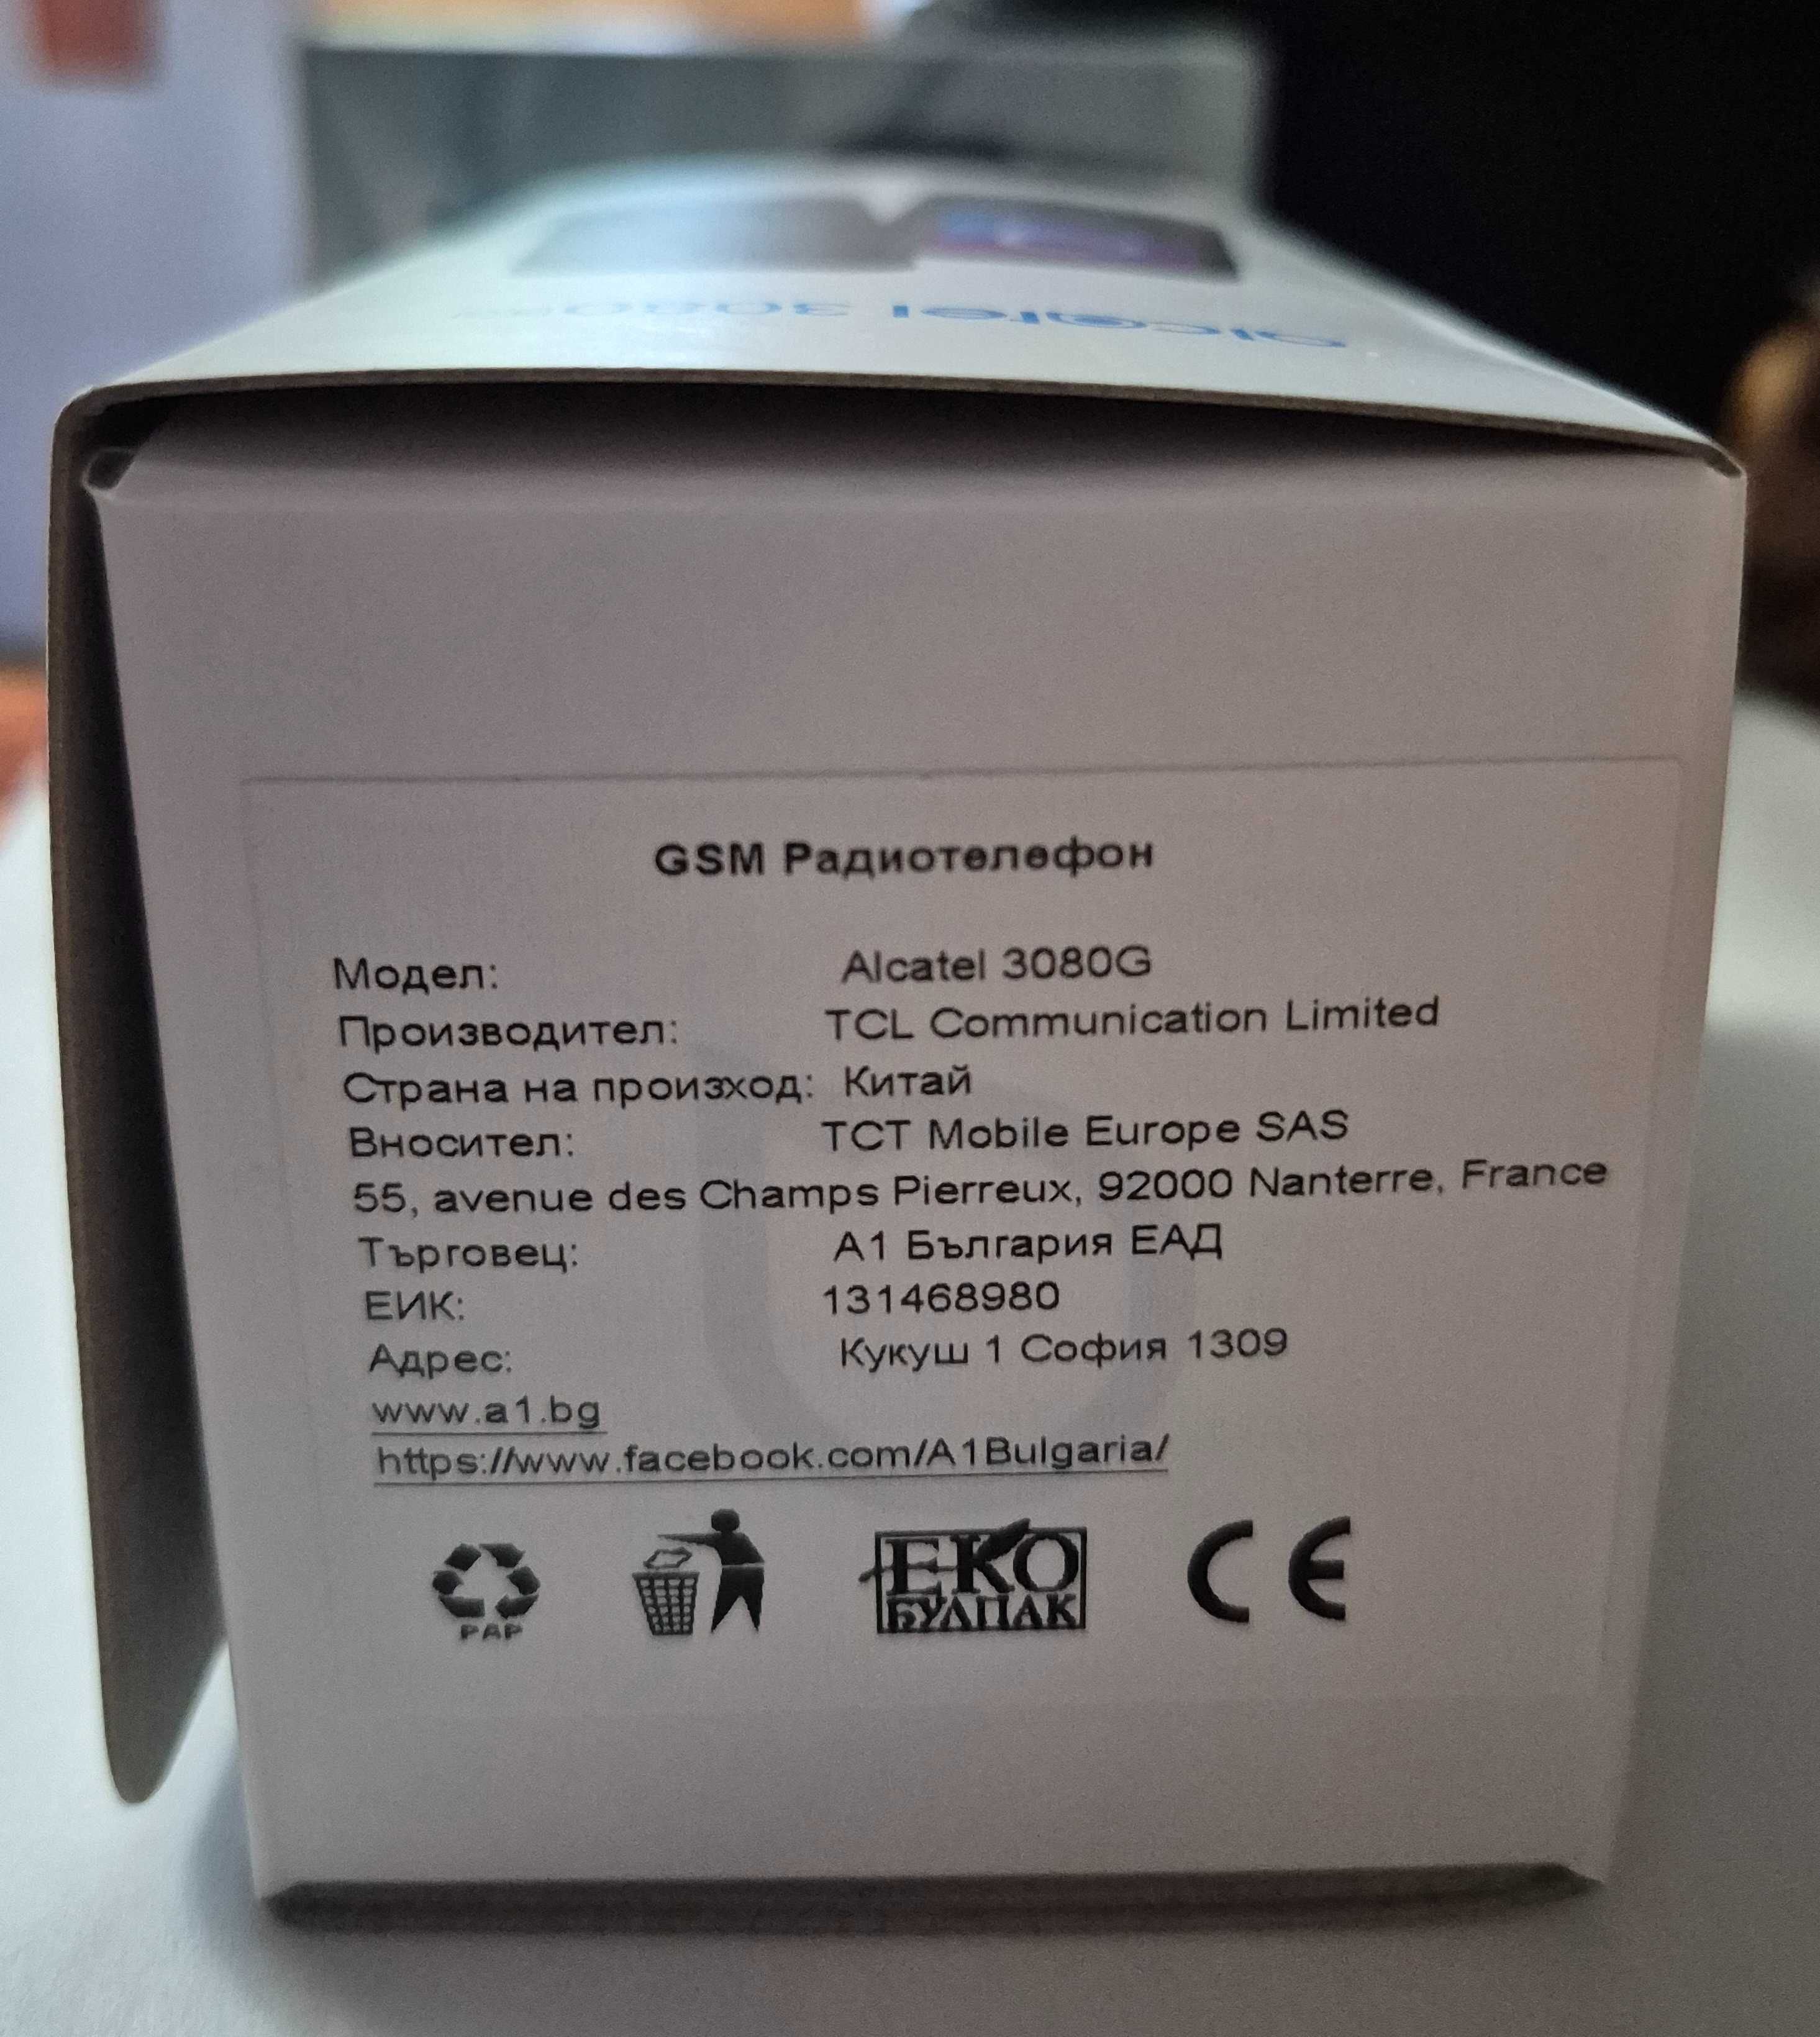 alcatel 3080
GSM Радиотелефон
Модел: Alcatel 3080G
Производител: TCL Communication Limited
Страна на произход: Китай
Вносител: TCT Mobile Europe SAS
55, avenue des Champs Pierreux, 92000 Nanterre, France
Търговец: А1 България ЕАД
ЕИК: 131468980
Адрес: Кукуш 1 София 1309
www.a1.bg
https://www.facebook.com/A1Bulgaria/
PAP
ЕКО
БУЛПАК
CE